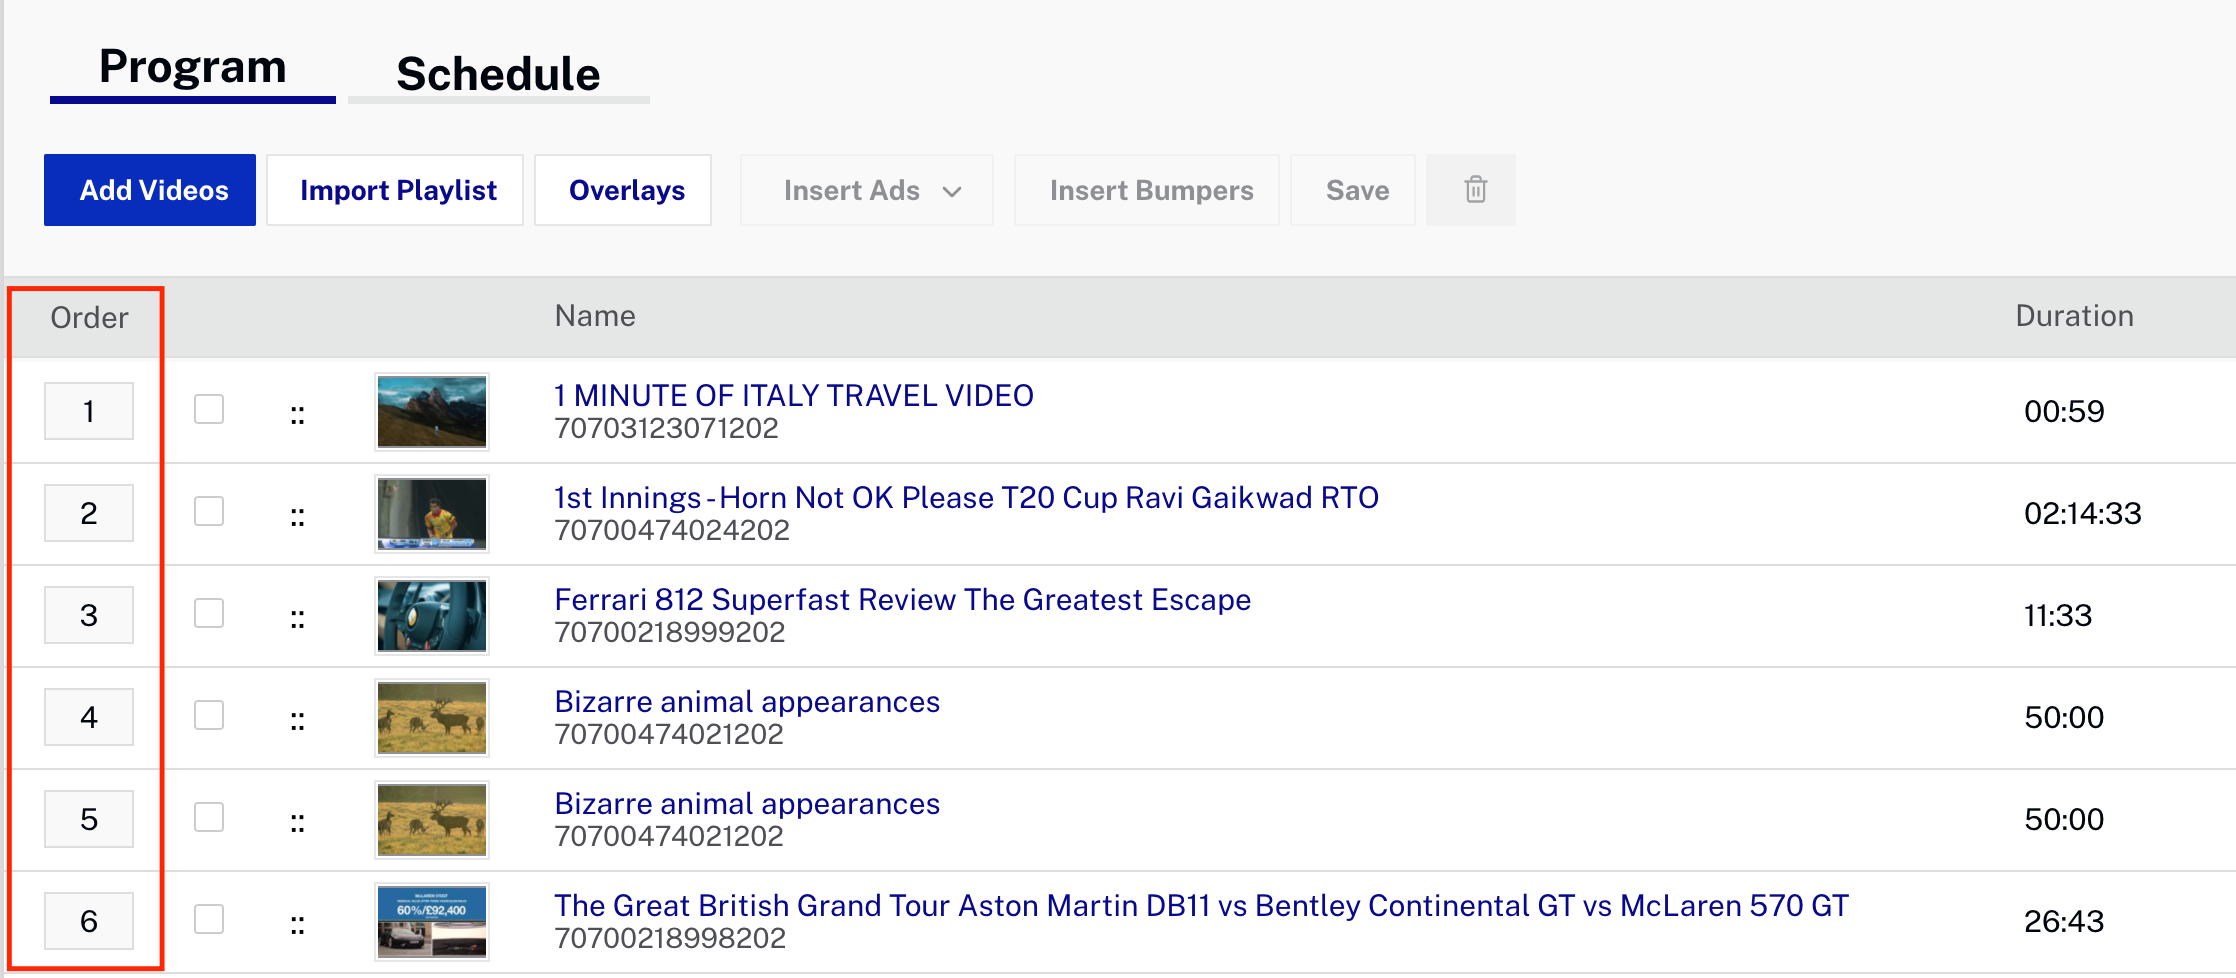 Program Schedule
Add Videos Import Playlist Overlays Insert Ads Insert Bumpers Save
Order Name Duration
1 1 MINUTE OF ITALY TRAVEL VIDEO 00:59
70703123071202
2 1st Innings - Horn Not OK Please T20 Cup Ravi Gaikwad RTO 02:14:33
70700474024202
3 Ferrari 812 Superfast Review The Greatest Escape 11:33
70700218999202
4 Bizarre animal appearances 50:00
70700474021202
5 Bizarre animal appearances 50:00
70700474021202
60%/£92,400
6 The Great British Grand Tour Aston Martin DB11 vs Bentley Continental GT vs McLaren 570 GT 26:43
70700218998202